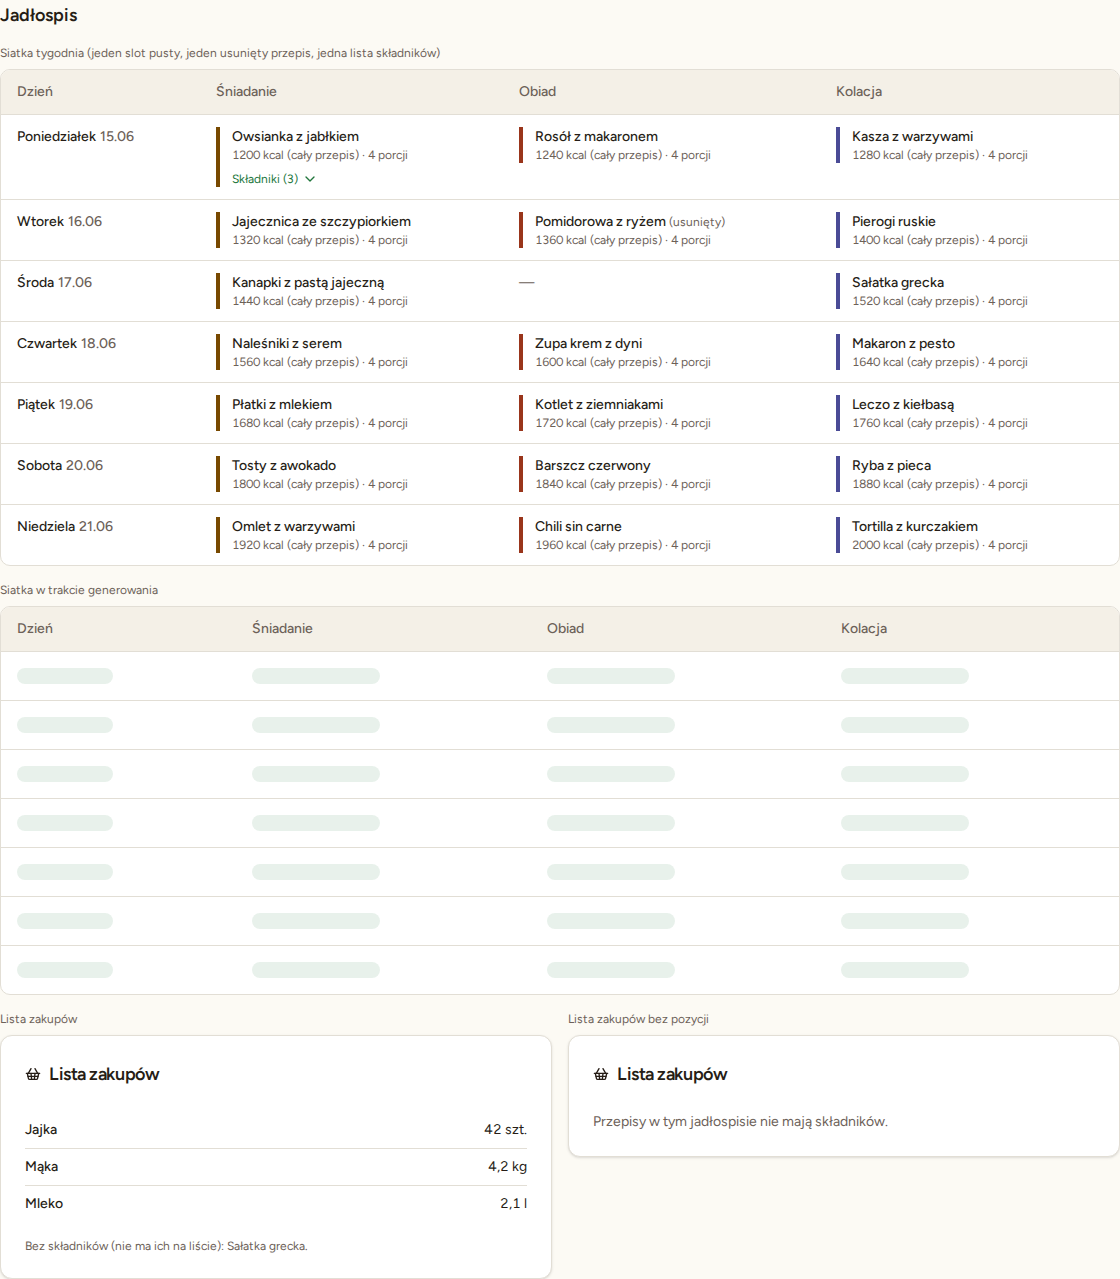 Jadłospis
Siatka tygodnia (jeden slot pusty, jeden usunięty przepis, jedna lista składników)
Dzień Śniadanie Obiad Kolacja
Poniedziałek 15.06 Owsianka z jabłkiem Rosół z makaronem Kasza z warzywami
1200 kcal (cały przepis) · 4 porcji 1240 kcal (cały przepis) · 4 porcji 1280 kcal (cały przepis) · 4 porcji
Składniki (3)
Wtorek 16.06 Jajecznica ze szczypiorkiem Pomidorowa z ryżem (usunięty) Pierogi ruskie
1320 kcal (cały przepis) · 4 porcji 1360 kcal (cały przepis) · 4 porcji 1400 kcal (cały przepis) · 4 porcji
Środa 17.06 Kanapki z pastą jajeczną — Sałatka grecka
1440 kcal (cały przepis) · 4 porcji 1520 kcal (cały przepis) · 4 porcji
Czwartek 18.06 Naleśniki z serem Zupa krem z dyni Makaron z pesto
1560 kcal (cały przepis) · 4 porcji 1600 kcal (cały przepis) · 4 porcji 1640 kcal (cały przepis) · 4 porcji
Piątek 19.06 Płatki z mlekiem Kotlet z ziemniakami Leczo z kiełbasą
1680 kcal (cały przepis) · 4 porcji 1720 kcal (cały przepis) · 4 porcji 1760 kcal (cały przepis) · 4 porcji
Sobota 20.06 Tosty z awokado Barszcz czerwony Ryba z pieca
1800 kcal (cały przepis) · 4 porcji 1840 kcal (cały przepis) · 4 porcji 1880 kcal (cały przepis) · 4 porcji
Niedziela 21.06 Omlet z warzywami Chili sin carne Tortilla z kurczakiem
1920 kcal (cały przepis) · 4 porcji 1960 kcal (cały przepis) · 4 porcji 2000 kcal (cały przepis) · 4 porcji
Siatka w trakcie generowania
Dzień Śniadanie Obiad Kolacja
Lista zakupów
Lista zakupów
Jajka 42 szt.
Mąka 4,2 kg
Mleko 2,1 l
Bez składników (nie ma ich na liście): Sałatka grecka.
Lista zakupów bez pozycji
Lista zakupów
Przepisy w tym jadłospisie nie mają składników.